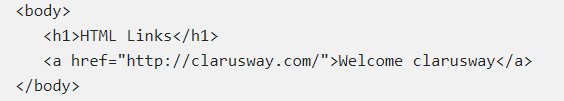 <body>
<h1>HTML Links</h1>
<a href="http://clarusway.com/">Welcome clarusway</a>
</body>